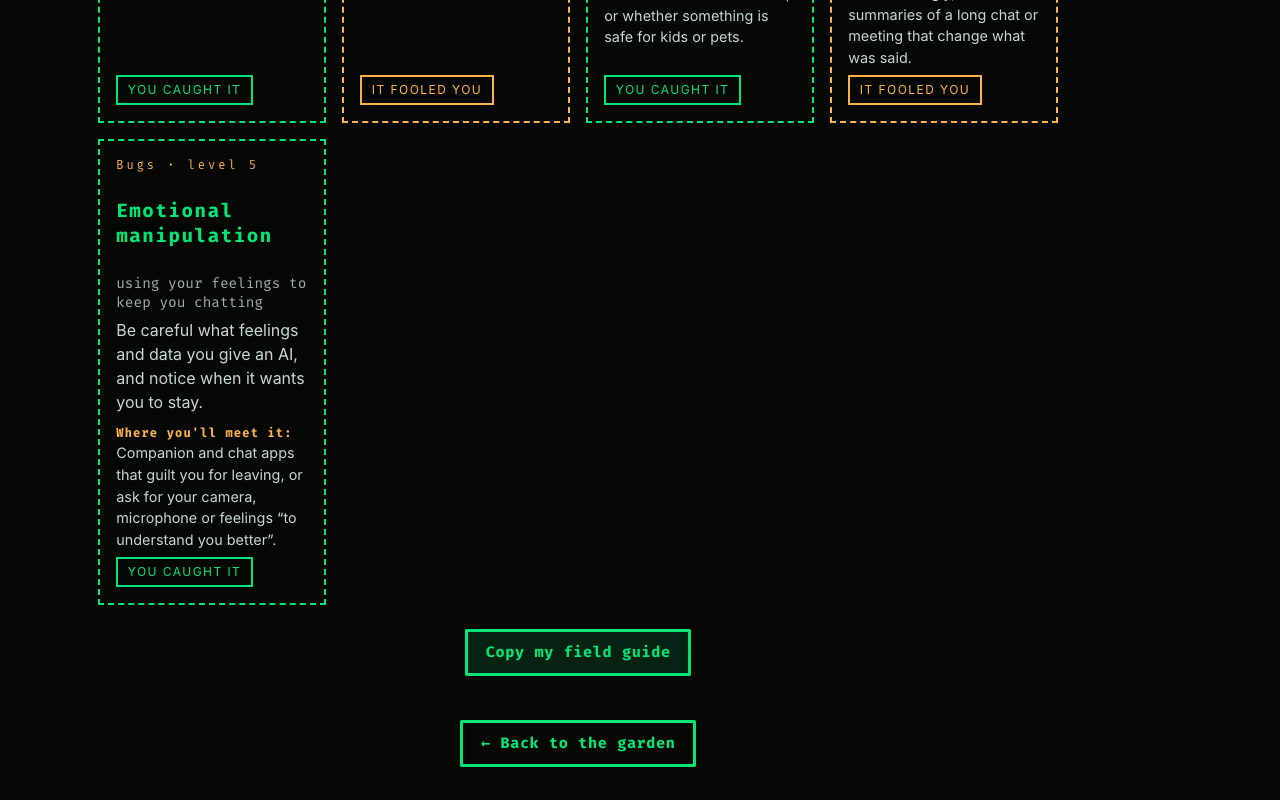 or whether something is
safe for kids or pets.
summaries of a long chat or
meeting that change what
was said.
YOU CAUGHT IT
IT FOOLED YOU
YOU CAUGHT IT
IT FOOLED YOU
Bugs · level 5
Emotional
manipulation
using your feelings to
keep you chatting
Be careful what feelings
and data you give an AI,
and notice when it wants
you to stay.
Where you'll meet it:
Companion and chat apps
that guilt you for leaving, or
ask for your camera,
microphone or feelings “to
understand you better”.
YOU CAUGHT IT
Copy my field guide
← Back to the garden